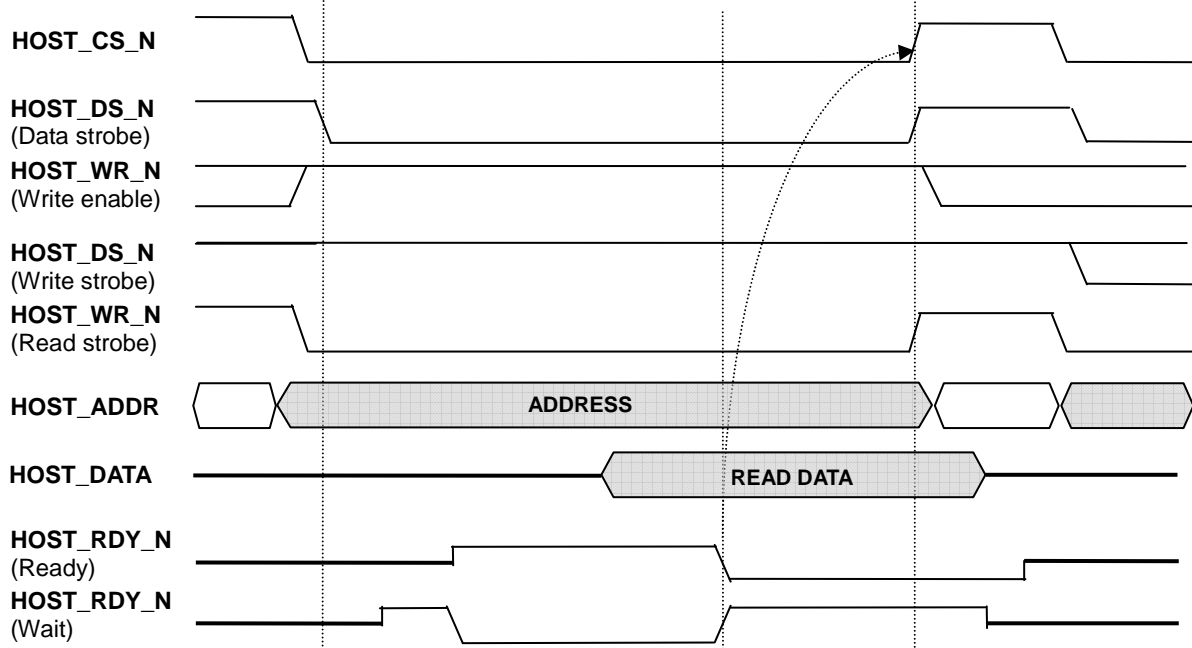 HOST_CS_N
HOST_DS_N
(Data strobe)
HOST_WR_N
(Write enable)
HOST_DS_N
(Write strobe)
HOST_WR_N
(Read strobe)
HOST_ADDR
ADDRESS
HOST_DATA
READ DATA
HOST_RDY_N
(Ready)
HOST_RDY_N
(Wait)